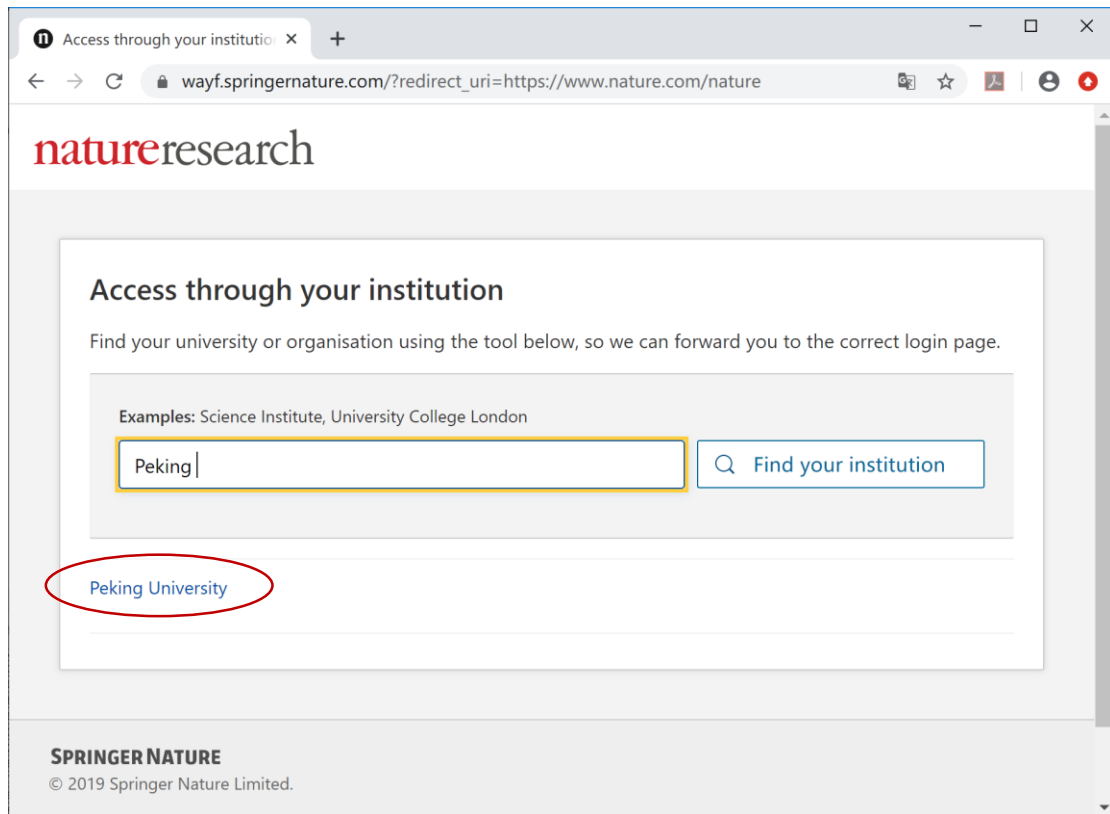 Access through your institutio
wayf.springernature.com/?redirect_uri=https://www.nature.com/nature
natureresearch
Access through your institution
Find your university or organisation using the tool below, so we can forward you to the correct login page.
Examples: Science Institute, University College London
Peking
Find your institution
Peking University
SPRINGER NATURE
© 2019 Springer Nature Limited.